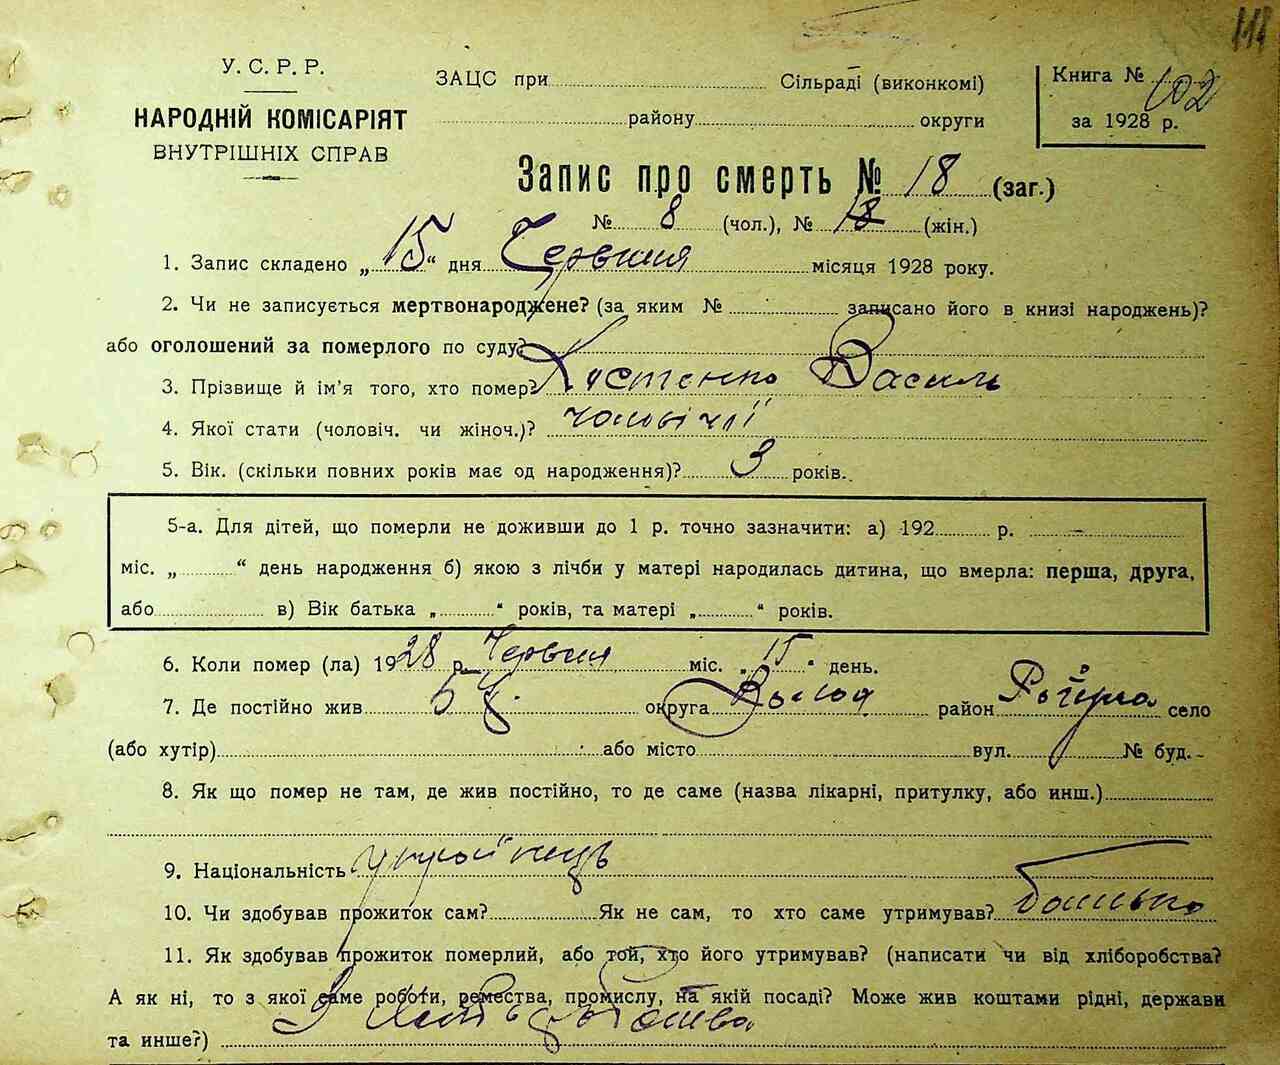 111
У. С. Р. Р.
НАРОДНІЙ КОМІСАРІЯТ
ВНУТРІШНІХ СПРАВ
ЗАЦС при Сільраді (виконкомі)
району округи
Книга № 102
за 1928 р.
Запис про смерть № 18 (заг.)
№ 8 (чол.), № 18 (жін.)
1. Запис складено „ 15 “ дня Червня місяця 1928 року.
2. Чи не записується мертвонароджене? (за яким № записано його в книзі народжень)?
або оголошений за померлого по суду?
3. Прізвище й ім'я того, хто помер? Костенко Василь
4. Якої стати (чоловіч. чи жіноч.)? чоловічії
5. Вік. (скільки повних років має од народження)? 3 років.
5-а. Для дітей, що померли не доживши до 1 р. точно зазначити: а) 192 р. —
міс. „ “ день народження б) якою з лічби у матері народилась дитина, що вмерла: перша, друга,
або в) Вік батька „ “ років, та матері „ “ років.
6. Коли помер (ла) 1928 р. Червня міс. „ 15 “ день.
7. Де постійно жив округа район село
(або хутір) або місто вул. № буд.
8. Як що помер не там, де жив постійно, то де саме (назва лікарні, притулку, або инш.)
9. Національність українець
10. Чи здобував прожиток сам? Як не сам, то хто саме утримував? батько
11. Як здобував прожиток померлий, або той, хто його утримував? (написати чи від хліборобства?
А як ні, то з якої саме роботи, ремества, промислу, на якій посаді? Може жив коштами рідні, держави
та инше?) З Хліборобства